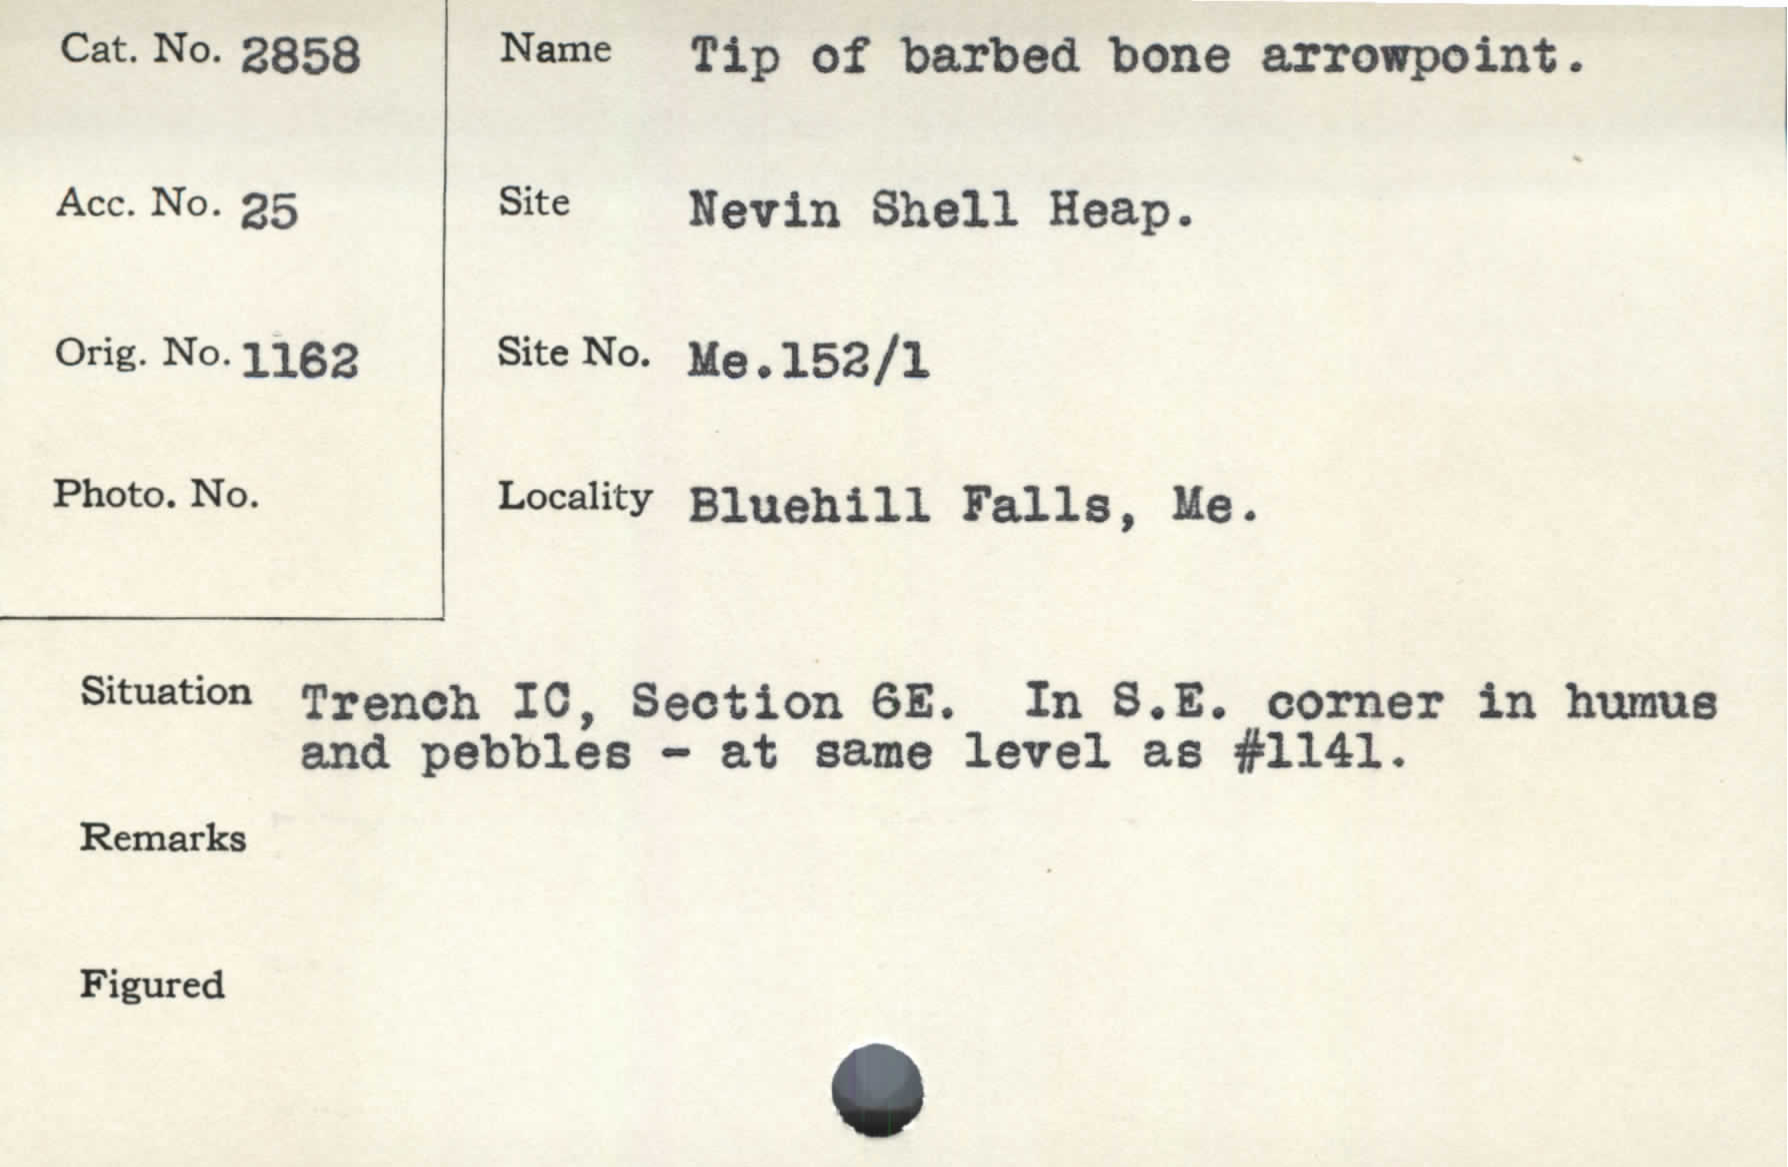 Cat. No. 2858
Name Tip of barbed bone arrowpoint.
Acc. No. 25
Site Nevin Shell Heap.
Orig. No. 1162
Site No. Me.152/1
Photo. No.
Locality Bluehill Falls, Me.
Situation Trench IC, Section 6E. In S.E. corner in humus
and pebbles - at same level as #1141.
Remarks
Figured